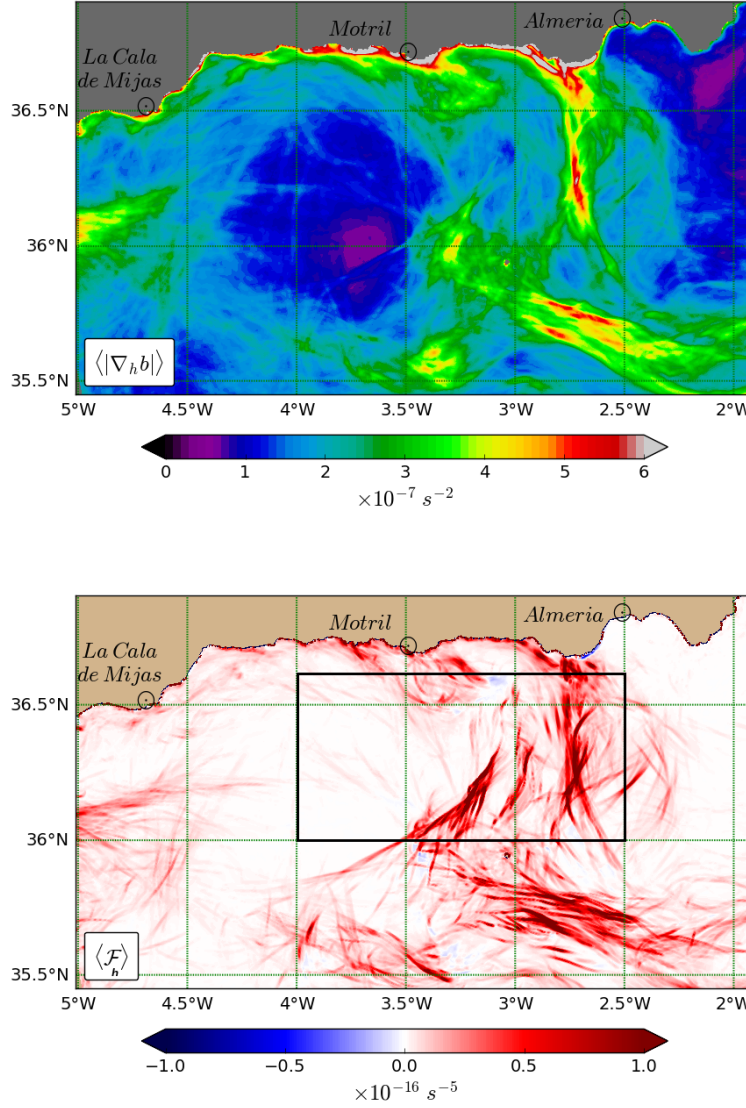 Almeria
Motril
La Cala
de Mijas
36.5°N
36°N
35.5°N
⟨|∇ₕb|⟩
5°W 4.5°W 4°W 3.5°W 3°W 2.5°W 2°W
0 1 2 3 4 5 6
×10⁻⁷ s⁻²
Almeria
Motril
La Cala
de Mijas
36.5°N
36°N
35.5°N
⟨ℱₕ⟩
5°W 4.5°W 4°W 3.5°W 3°W 2.5°W 2°W
−1.0 −0.5 0.0 0.5 1.0
×10⁻¹⁶ s⁻⁵